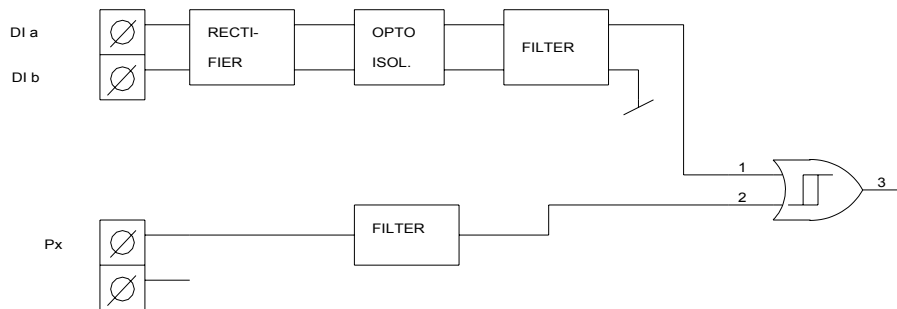 DI a
DI b
RECTI-
FIER
OPTO
ISOL.
FILTER
1
2
3
Px
FILTER